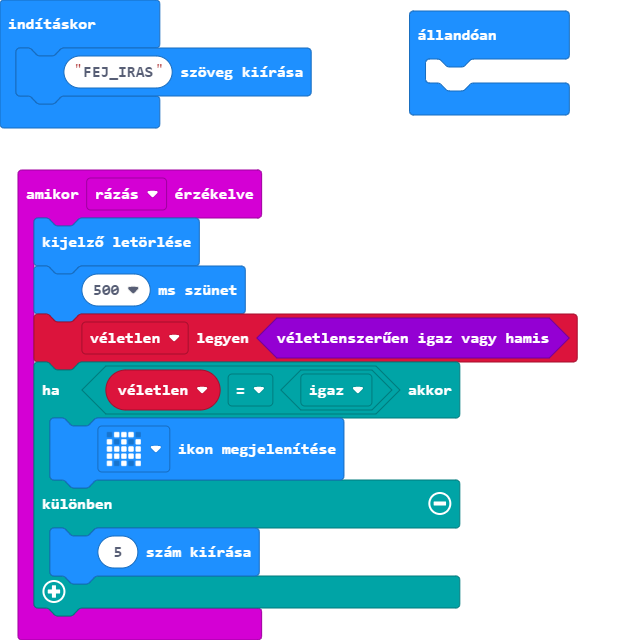 indításkor
"FEJ_IRAS" szöveg kiírása
állandóan
amikor rázás érzékelve
kijelző letörlése
500 ms szünet
véletlen legyen véletlenszerűen igaz vagy hamis
ha véletlen = igaz akkor
ikon megjelenítése
különben
5 szám kiírása